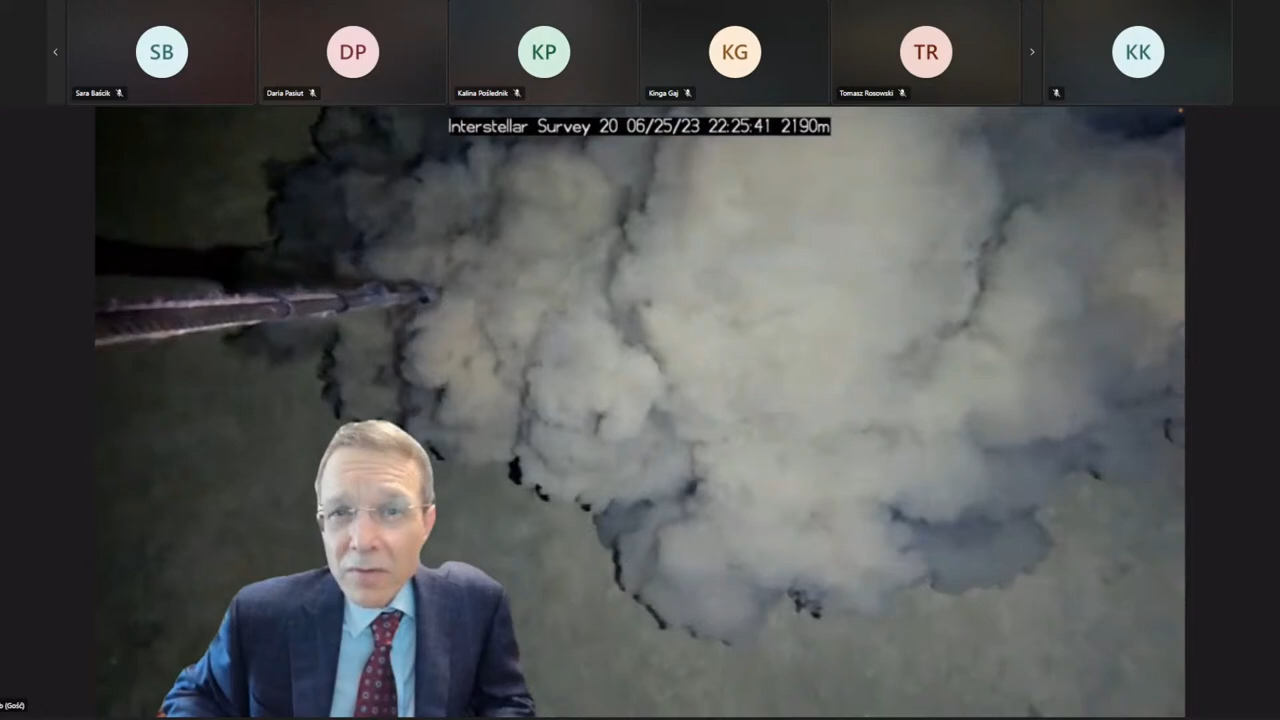 SB
DP
KP
KG
TR
KK
Sara Baścik
Daria Pasiut
Kalina Poślednik
Kinga Gaj
Tomasz Rosowski
Interstellar Survey 20 06/25/23 22:25:41 2190m
b (Gość)